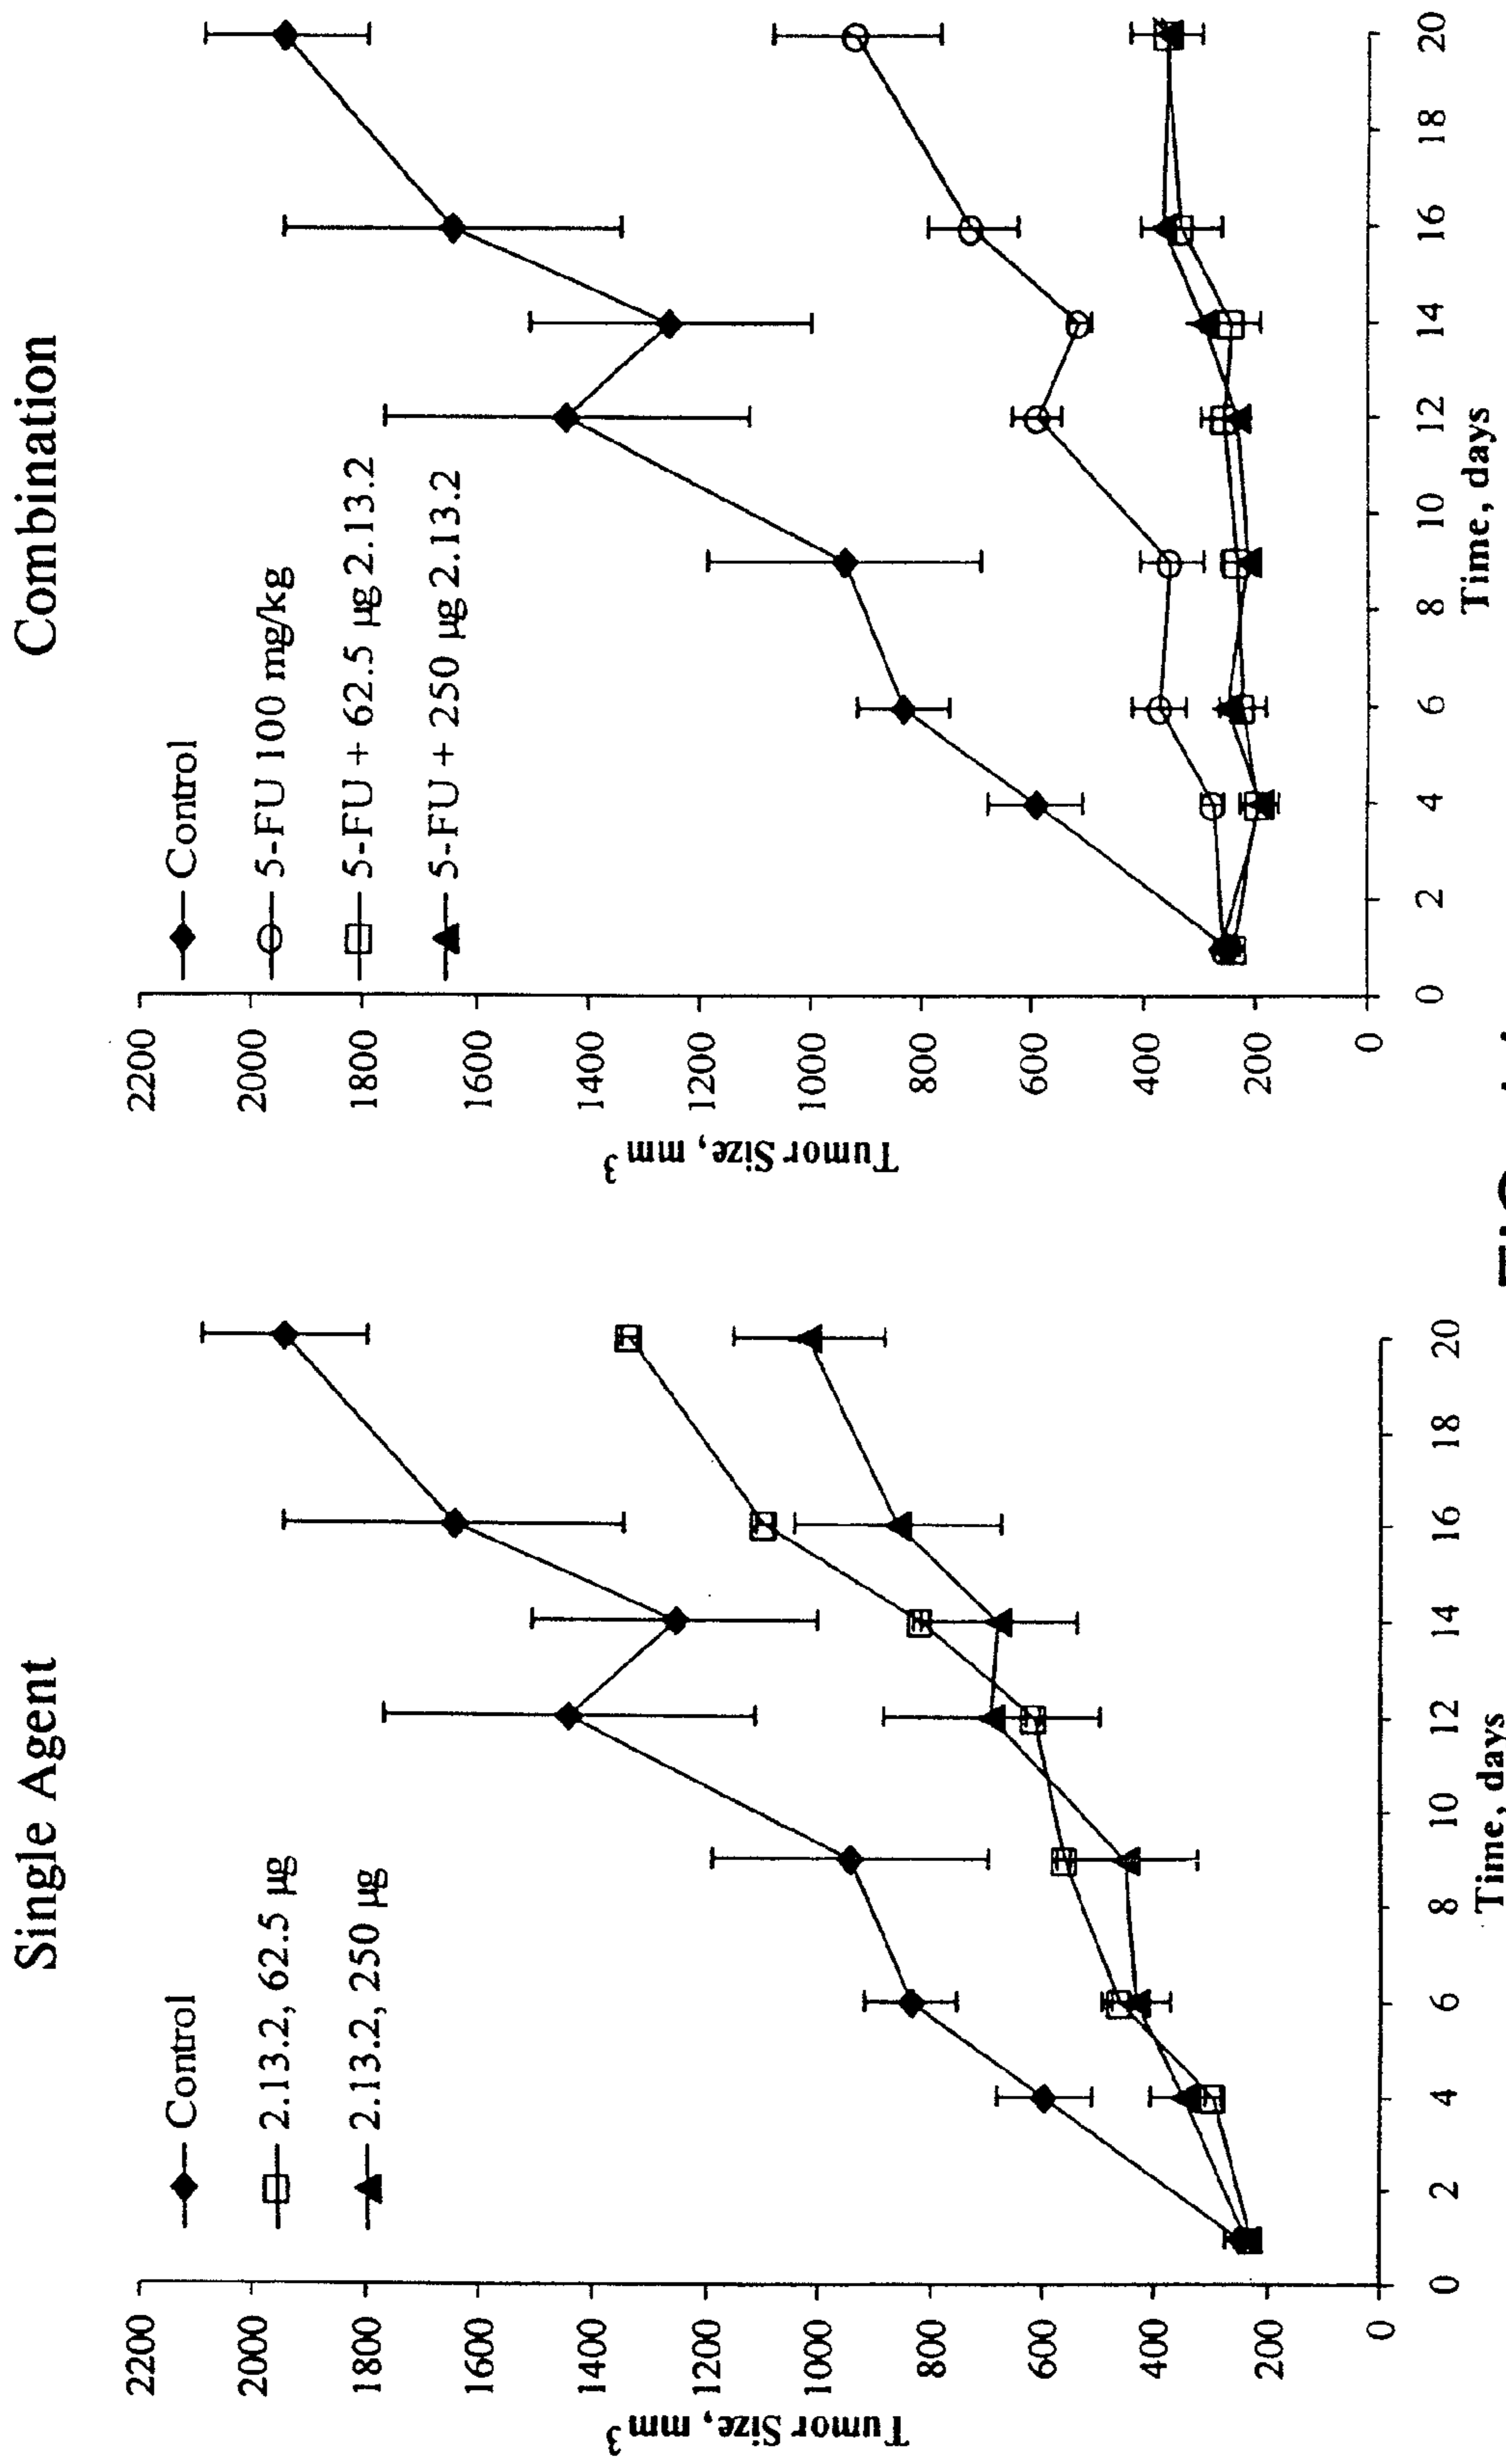 Single Agent
Control
2.13.2, 62.5 µg
2.13.2, 250 µg
Tumor Size, mm3
2200
2000
1800
1600
1400
1200
1000
800
600
400
200
0
0 2 4 6 8 10 12 14 16 18 20
Time, days
Combination
Control
5-FU 100 mg/kg
5-FU + 62.5 µg 2.13.2
5-FU + 250 µg 2.13.2
Tumor Size, mm3
2200
2000
1800
1600
1400
1200
1000
800
600
400
200
0
0 2 4 6 8 10 12 14 16 18 20
Time, days